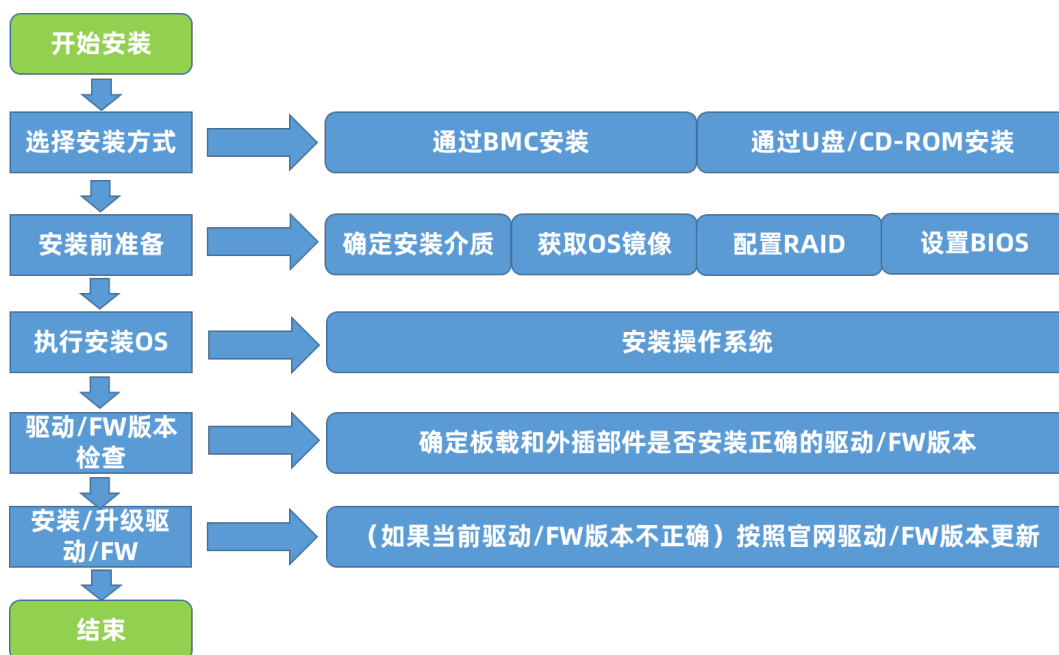 开始安装
选择安装方式
通过BMC安装
通过U盘/CD-ROM安装
安装前准备
确定安装介质
获取OS镜像
配置RAID
设置BIOS
执行安装OS
安装操作系统
驱动/FW版本
检查
确定板载和外插部件是否安装正确的驱动/FW版本
安装/升级驱
动/FW
（如果当前驱动/FW版本不正确）按照官网驱动/FW版本更新
结束